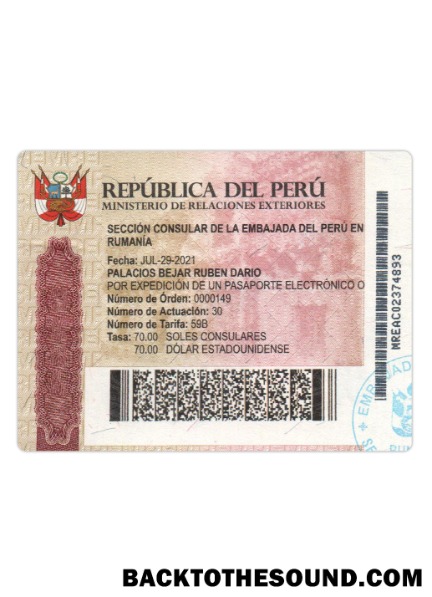 REPÚBLICA DEL PERÚ
MINISTERIO DE RELACIONES EXTERIORES
SECCIÓN CONSULAR DE LA EMBAJADA DEL PERÚ EN
RUMANÍA
Fecha: JUL-29-2021
PALACIOS BEJAR RUBEN DARIO
POR EXPEDICIÓN DE UN PASAPORTE ELECTRÓNICO O
Número de Órden: 0000149
Número de Actuación: 30
Número de Tarifa: 59B
Tasa: 70.00 SOLES CONSULARES
70.00 DÓLAR ESTADOUNIDENSE
MREAC02374893
BACKTOTHESOUND.COM